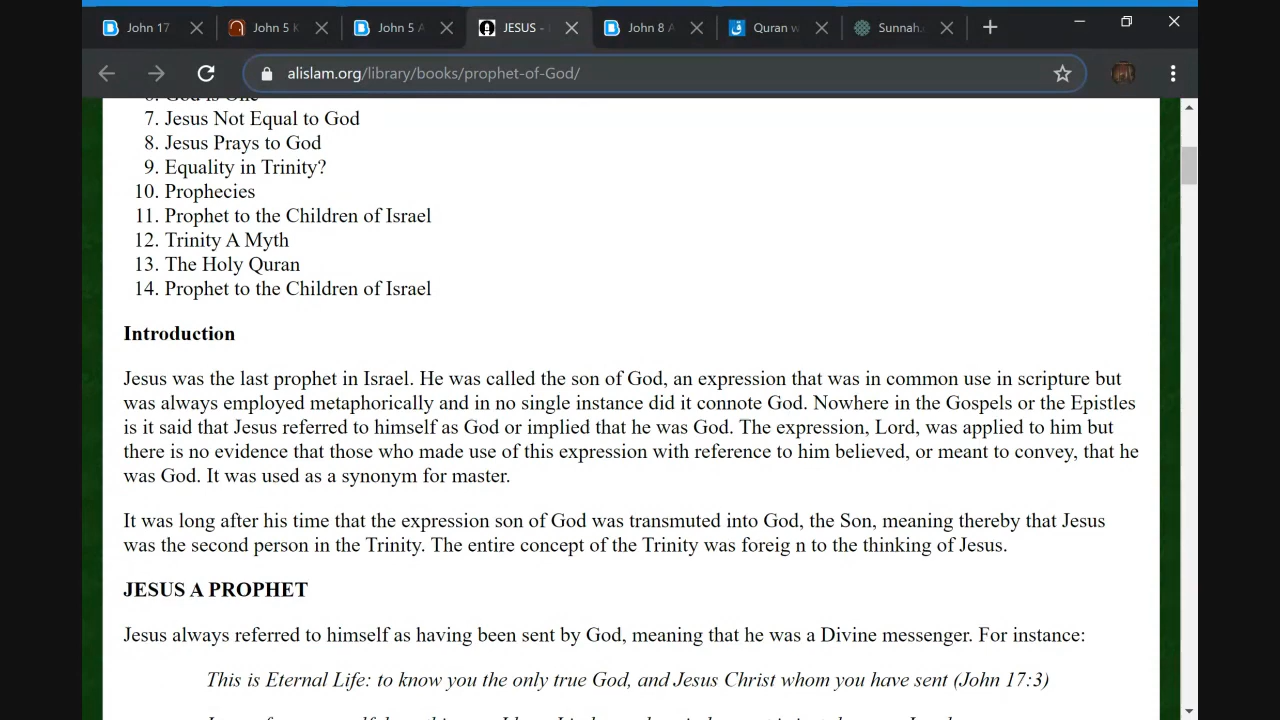 John 17
John 5 K
John 5 A
JESUS -
John 8 A
Quran w
Sunnah.
alislam.org/library/books/prophet-of-God/
6. God is One
7. Jesus Not Equal to God
8. Jesus Prays to God
9. Equality in Trinity?
10. Prophecies
11. Prophet to the Children of Israel
12. Trinity A Myth
13. The Holy Quran
14. Prophet to the Children of Israel
Introduction
Jesus was the last prophet in Israel. He was called the son of God, an expression that was in common use in scripture but
was always employed metaphorically and in no single instance did it connote God. Nowhere in the Gospels or the Epistles
is it said that Jesus referred to himself as God or implied that he was God. The expression, Lord, was applied to him but
there is no evidence that those who made use of this expression with reference to him believed, or meant to convey, that he
was God. It was used as a synonym for master.
It was long after his time that the expression son of God was transmuted into God, the Son, meaning thereby that Jesus
was the second person in the Trinity. The entire concept of the Trinity was foreig n to the thinking of Jesus.
JESUS A PROPHET
Jesus always referred to himself as having been sent by God, meaning that he was a Divine messenger. For instance:
This is Eternal Life: to know you the only true God, and Jesus Christ whom you have sent (John 17:3)